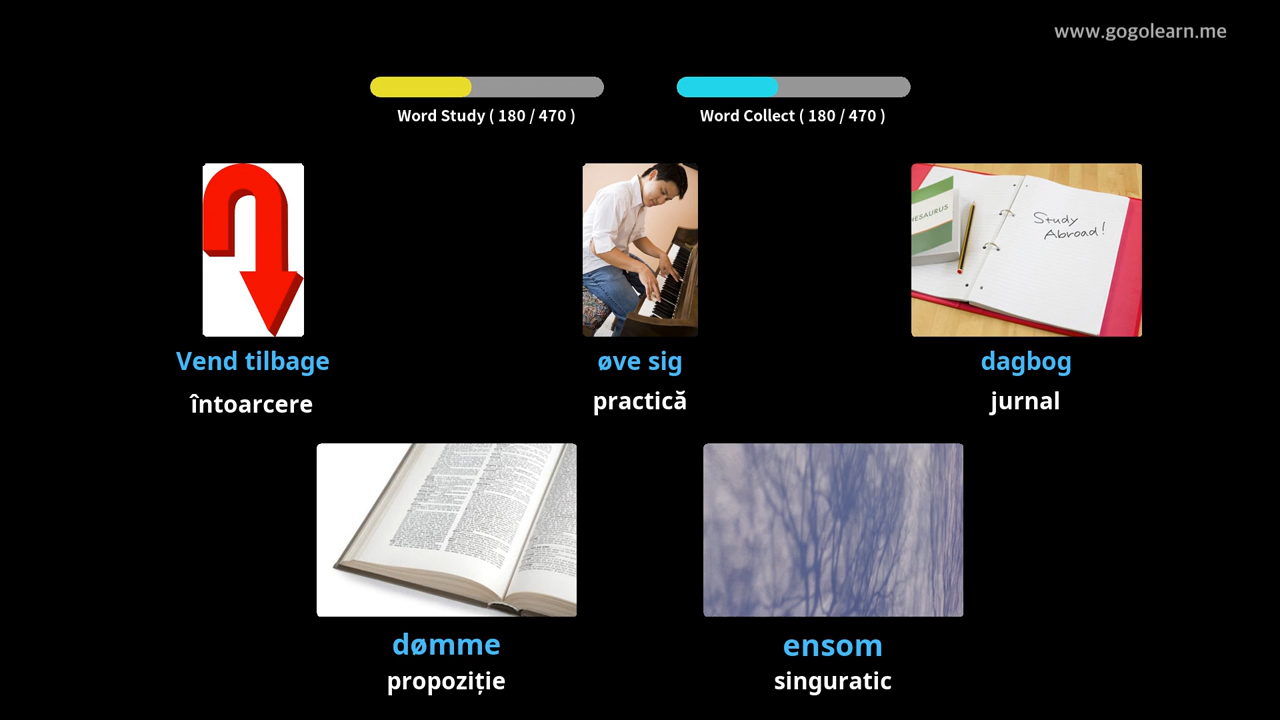 www.gogolearn.me
Word Study ( 180 / 470 )
Word Collect ( 180 / 470 )
ESAURUS
Study
Abroad!
Vend tilbage
øve sig
dagbog
întoarcere
practică
jurnal
dømme
ensom
propoziție
singuratic